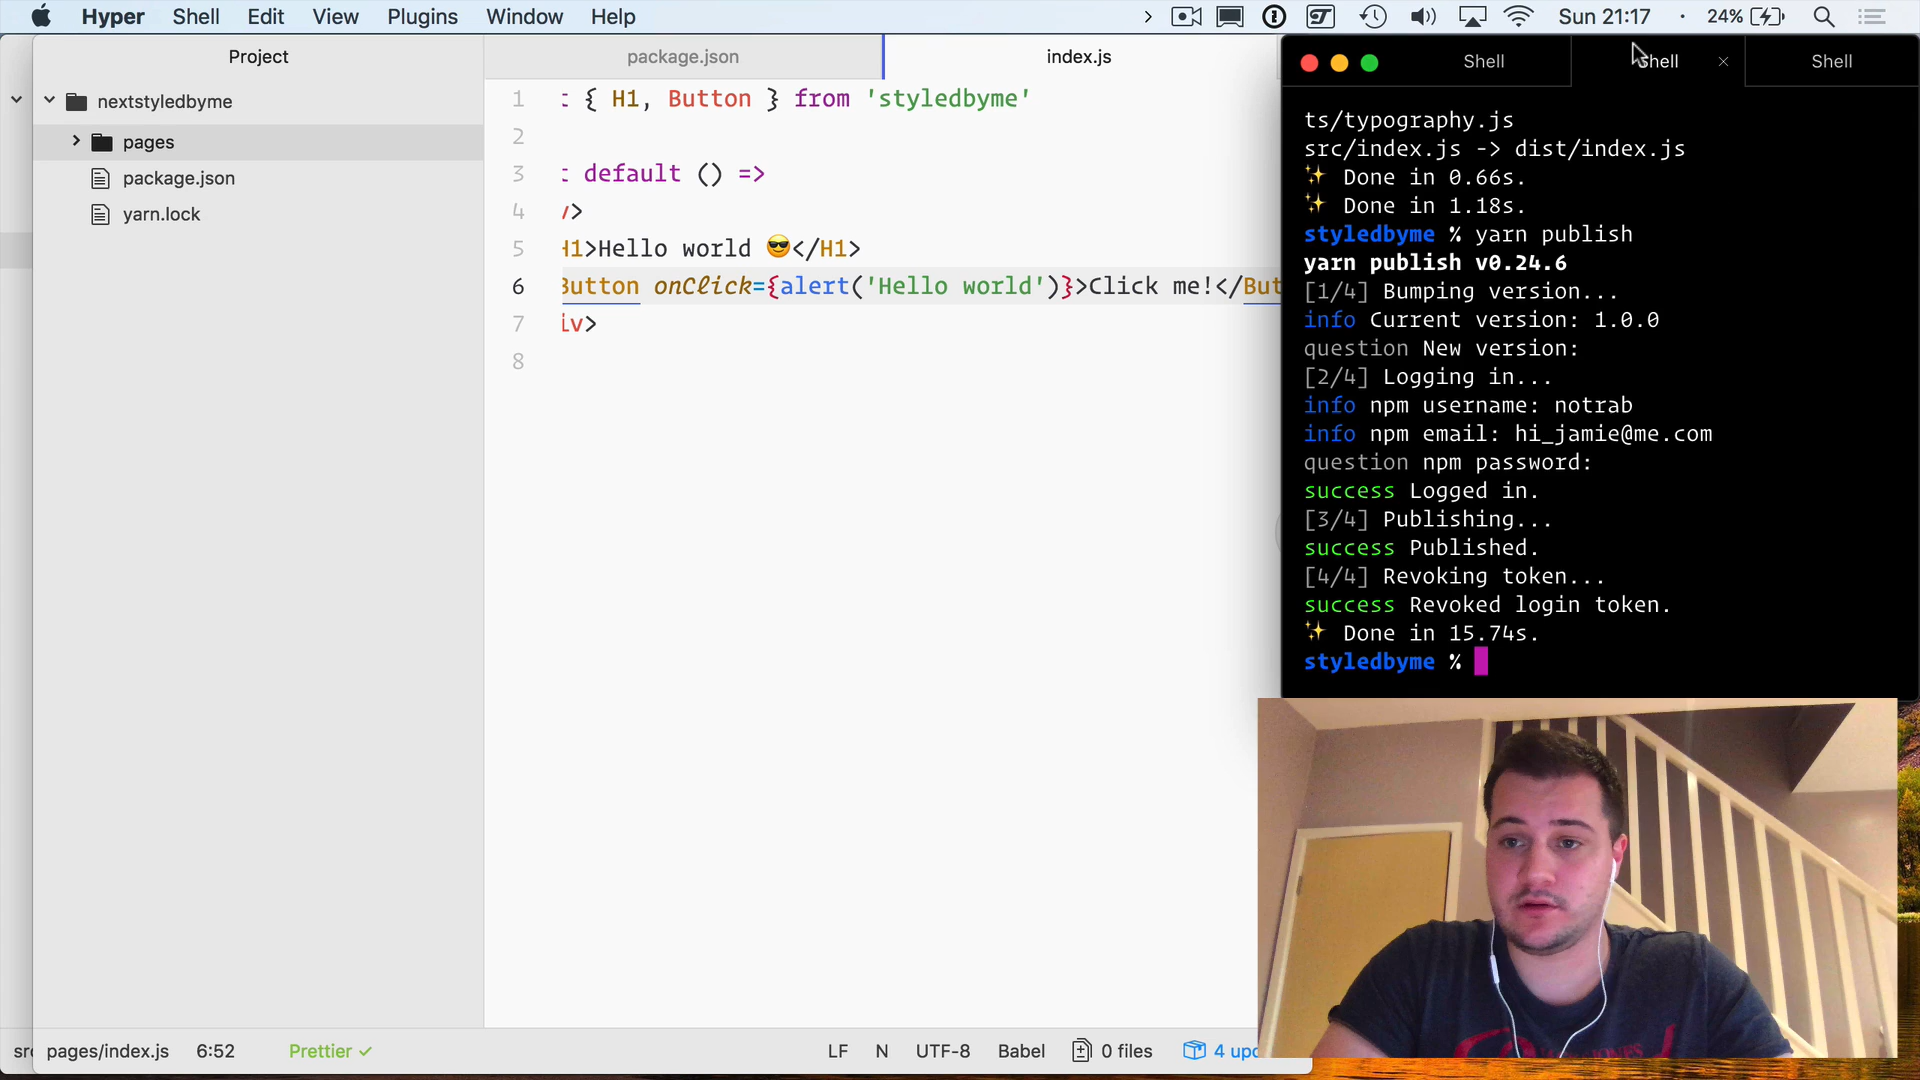 Hyper Shell Edit View Plugins Window Help
Sun 21:17 24%
Project
nextstyledbyme
pages
package.json
yarn.lock
package.json
index.js
1 t { H1, Button } from 'styledbyme'
2
3 t default () =>
4 v>
5 H1>Hello world 😎</H1>
6 Button onClick={alert('Hello world')}>Click me!</But
7 iv>
8
Shell
Shell
Shell
ts/typography.js
src/index.js -> dist/index.js
✨ Done in 0.66s.
✨ Done in 1.18s.
styledbyme % yarn publish
yarn publish v0.24.6
[1/4] Bumping version...
info Current version: 1.0.0
question New version:
[2/4] Logging in...
info npm username: notrab
info npm email: hi_jamie@me.com
question npm password:
success Logged in.
[3/4] Publishing...
success Published.
[4/4] Revoking token...
success Revoked login token.
✨ Done in 15.74s.
styledbyme %
src pages/index.js 6:52 Prettier ✓
LF N UTF-8 Babel 0 files 4 upd